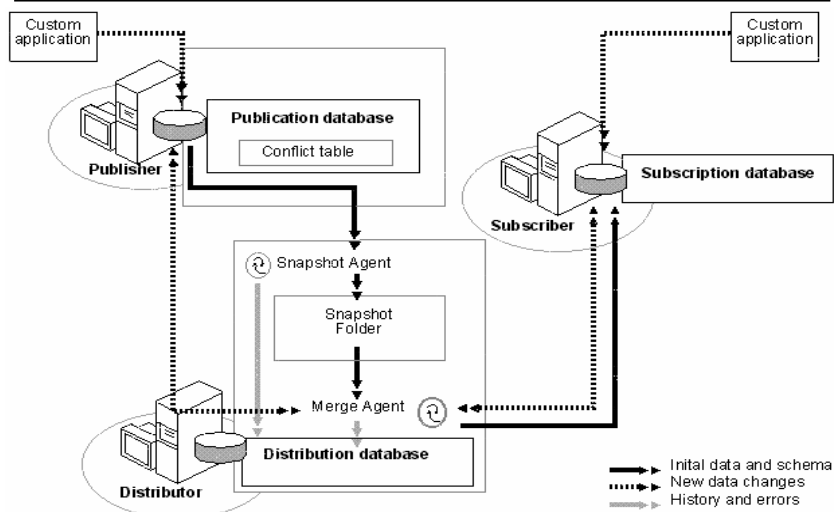 Custom
application
Custom
application
Publication database
Conflict table
Publisher
Subscription database
Subscriber
Snapshot Agent
Snapshot
Folder
Merge Agent
Distribution database
Distributor
Inital data and schema
New data changes
History and errors